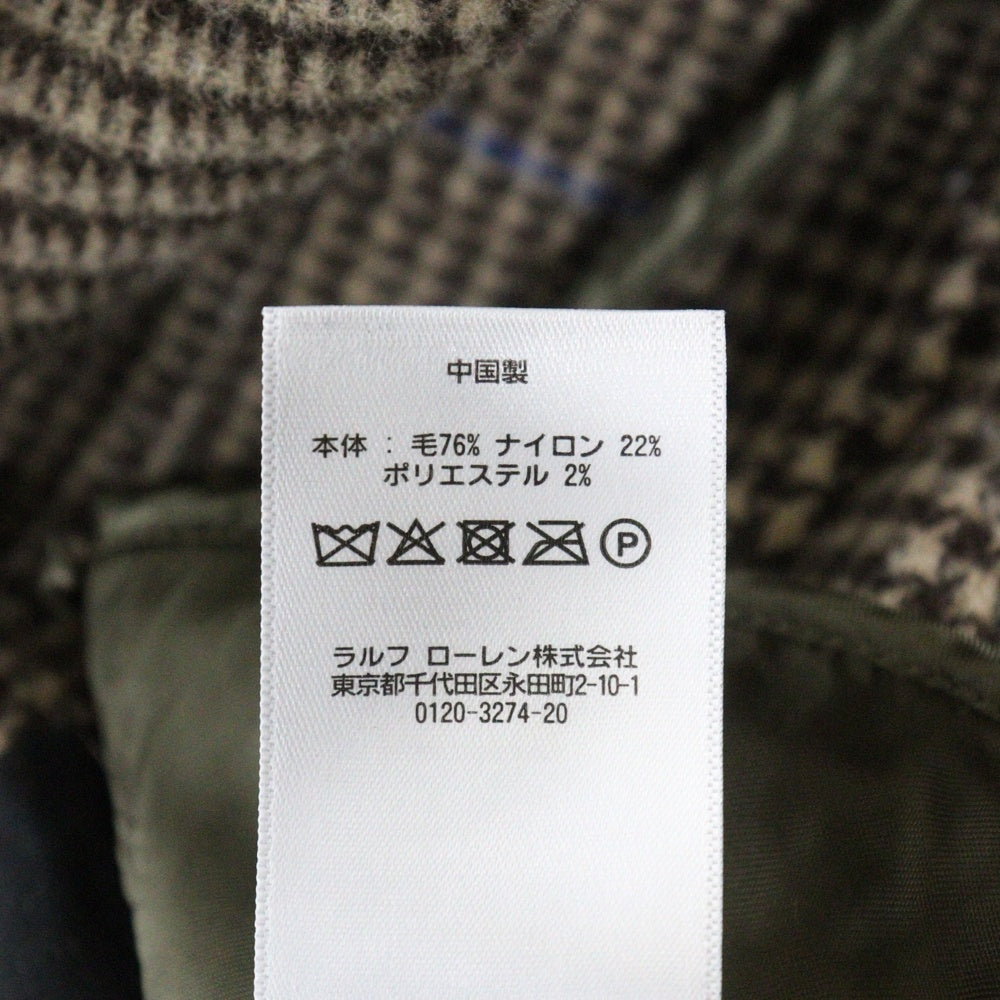 中国製
本体 : 毛76% ナイロン 22%
ポリエステル 2%
P
ラルフ ローレン株式会社
東京都千代田区永田町2-10-1
0120-3274-20